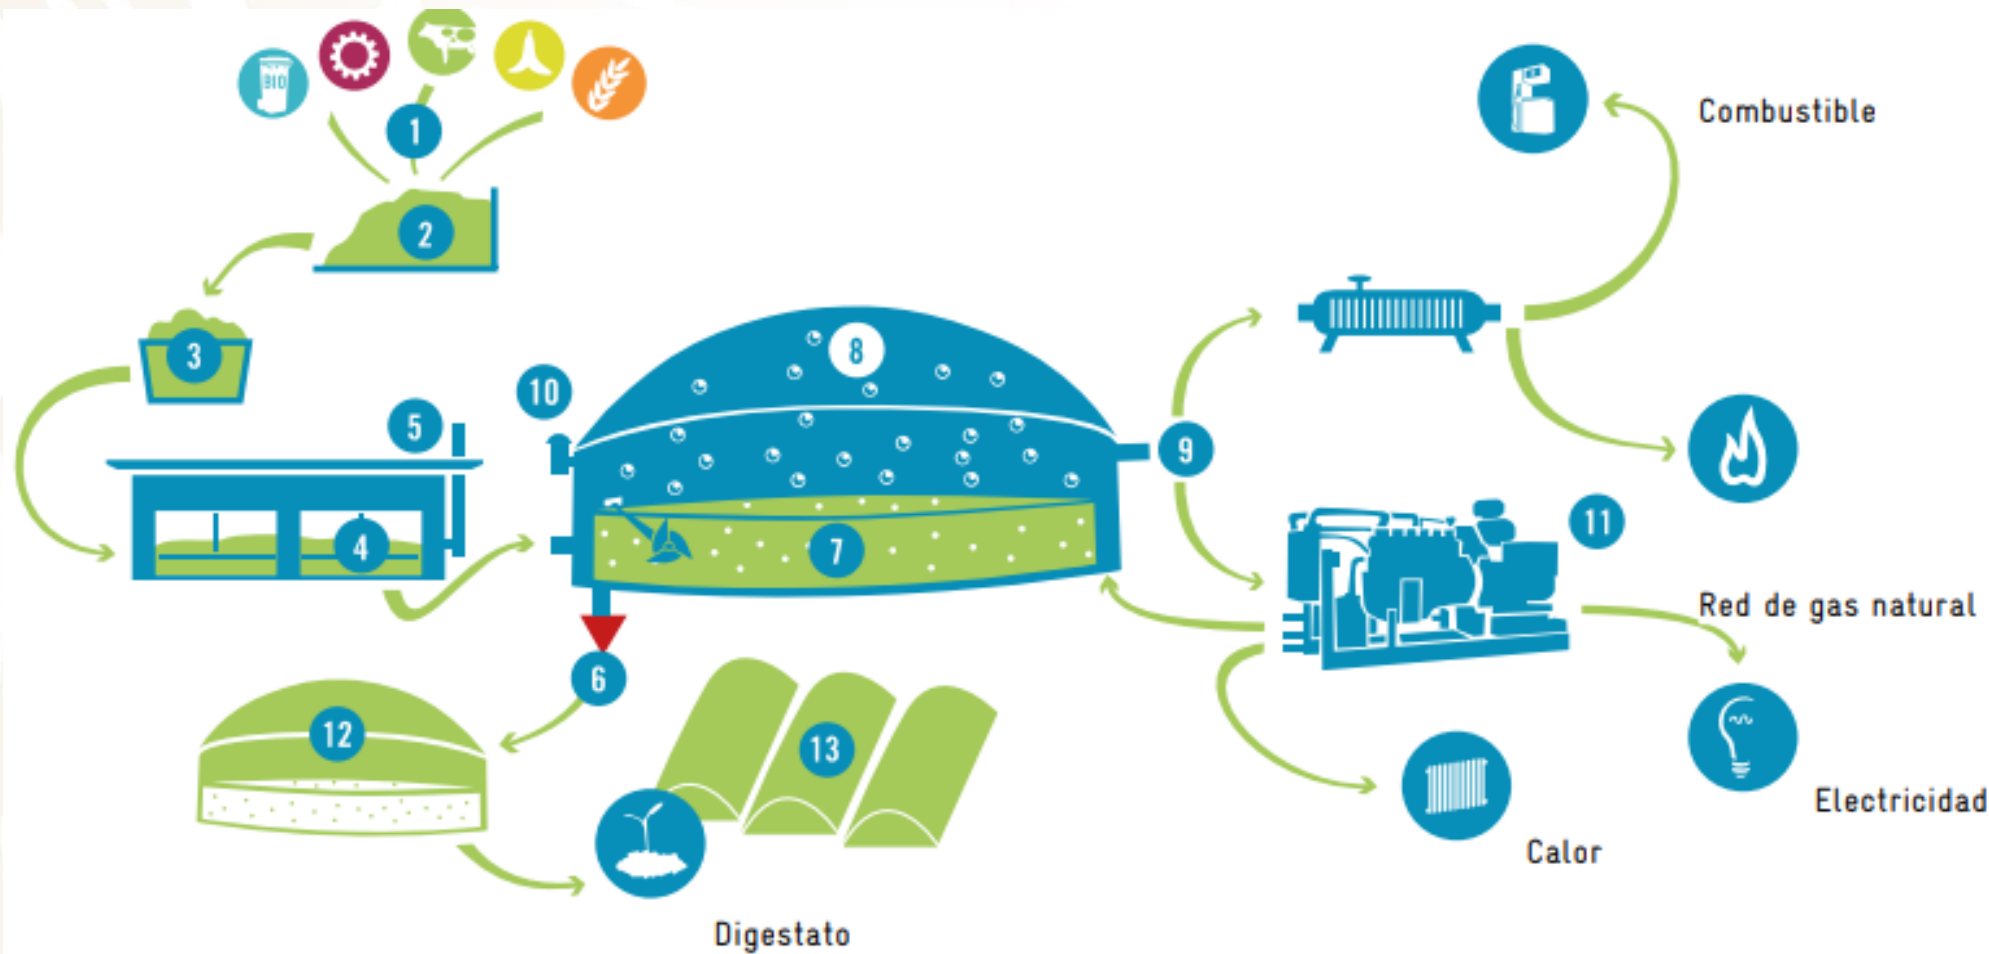 BIO
1
Combustible
2
3
8
10
5
9
11
4
7
Red de gas natural
6
12
13
Electricidad
Calor
Digestato